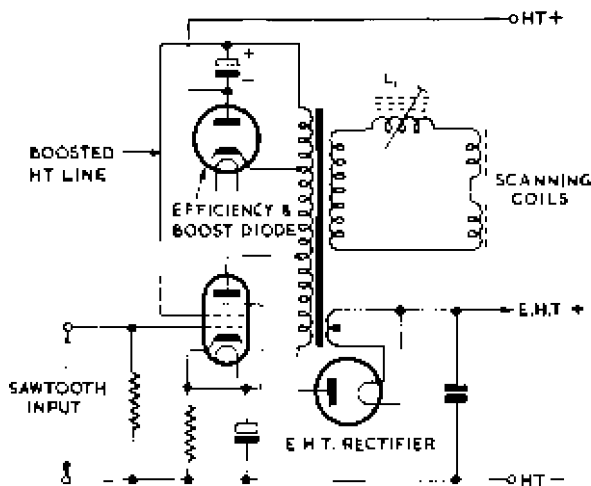 HT+
+
−
L1
BOOSTED
HT LINE
EFFICIENCY &
BOOST DIODE
SCANNING
COILS
E.H.T +
SAWTOOTH
INPUT
E.H.T. RECTIFIER
HT−